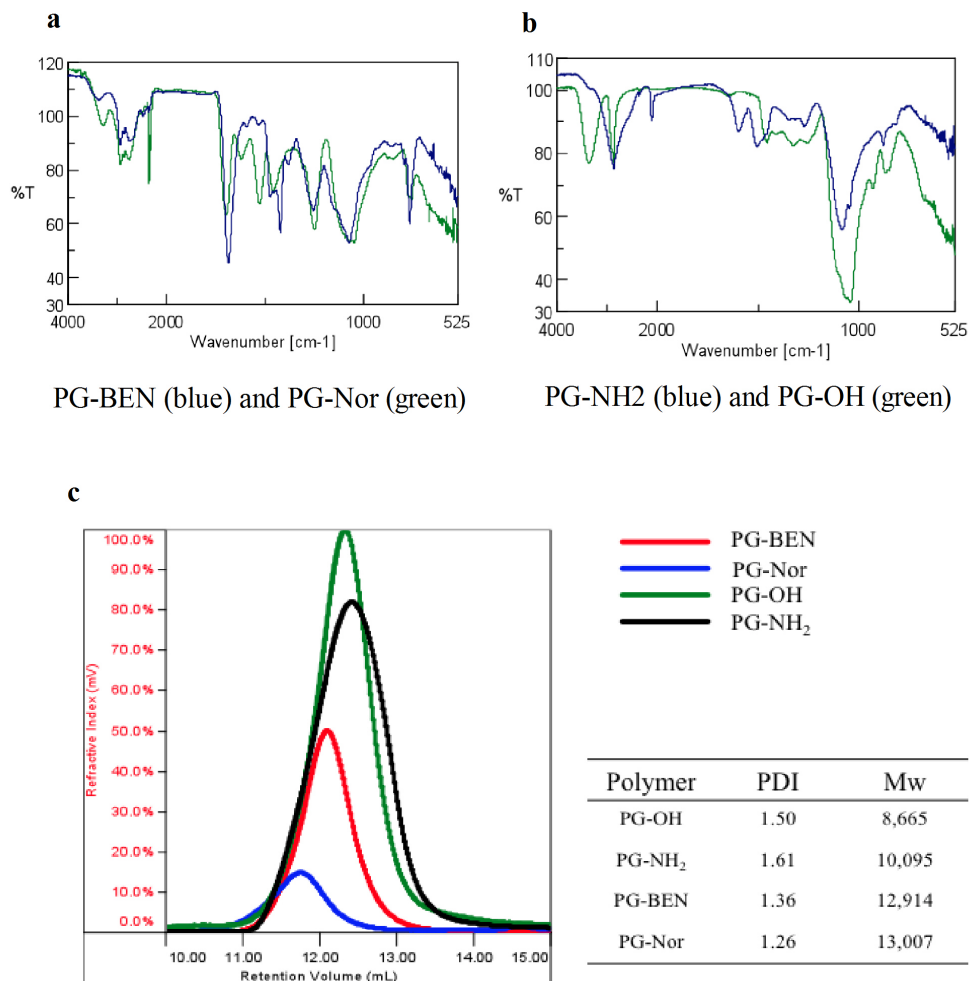 a
120
100
80
%T
60
40
30
4000 2000 1000 525
Wavenumber [cm-1]
PG-BEN (blue) and PG-Nor (green)
b
110
100
80
%T
60
40
30
4000 2000 1000 525
Wavenumber [cm-1]
PG-NH2 (blue) and PG-OH (green)
c
100.0%
90.0%
80.0%
70.0%
60.0%
50.0%
40.0%
30.0%
20.0%
10.0%
0.0%
Refractive Index (mV)
10.00 11.00 12.00 13.00 14.00 15.00
Retention Volume (mL)
PG-BEN
PG-Nor
PG-OH
PG-NH₂
Polymer PDI Mw
PG-OH 1.50 8,665
PG-NH₂ 1.61 10,095
PG-BEN 1.36 12,914
PG-Nor 1.26 13,007